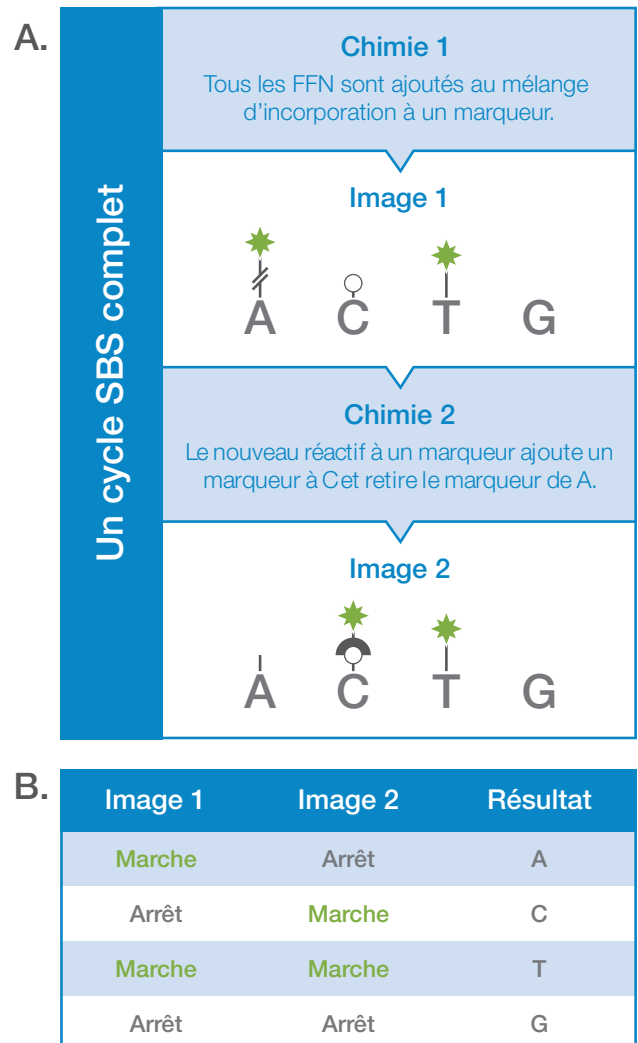 A.
Un cycle SBS complet
Chimie 1
Tous les FFN sont ajoutés au mélange
d'incorporation à un marqueur.
Image 1
A C T G
Chimie 2
Le nouveau réactif à un marqueur ajoute un
marqueur à Cet retire le marqueur de A.
Image 2
A C T G
B.
Image 1 Image 2 Résultat
Marche Arrêt A
Arrêt Marche C
Marche Marche T
Arrêt Arrêt G